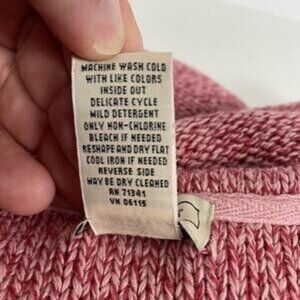 MACHINE WASH COLD
WITH LIKE COLORS
INSIDE OUT
DELICATE CYCLE
MILD DETERGENT
ONLY NON-CHLORINE
BLEACH IF NEEDED
RESHAPE AND DRY FLAT
COOL IRON IF NEEDED
REVERSE SIDE
MAY BE DRY CLEANED
RN 71341
VN 06115